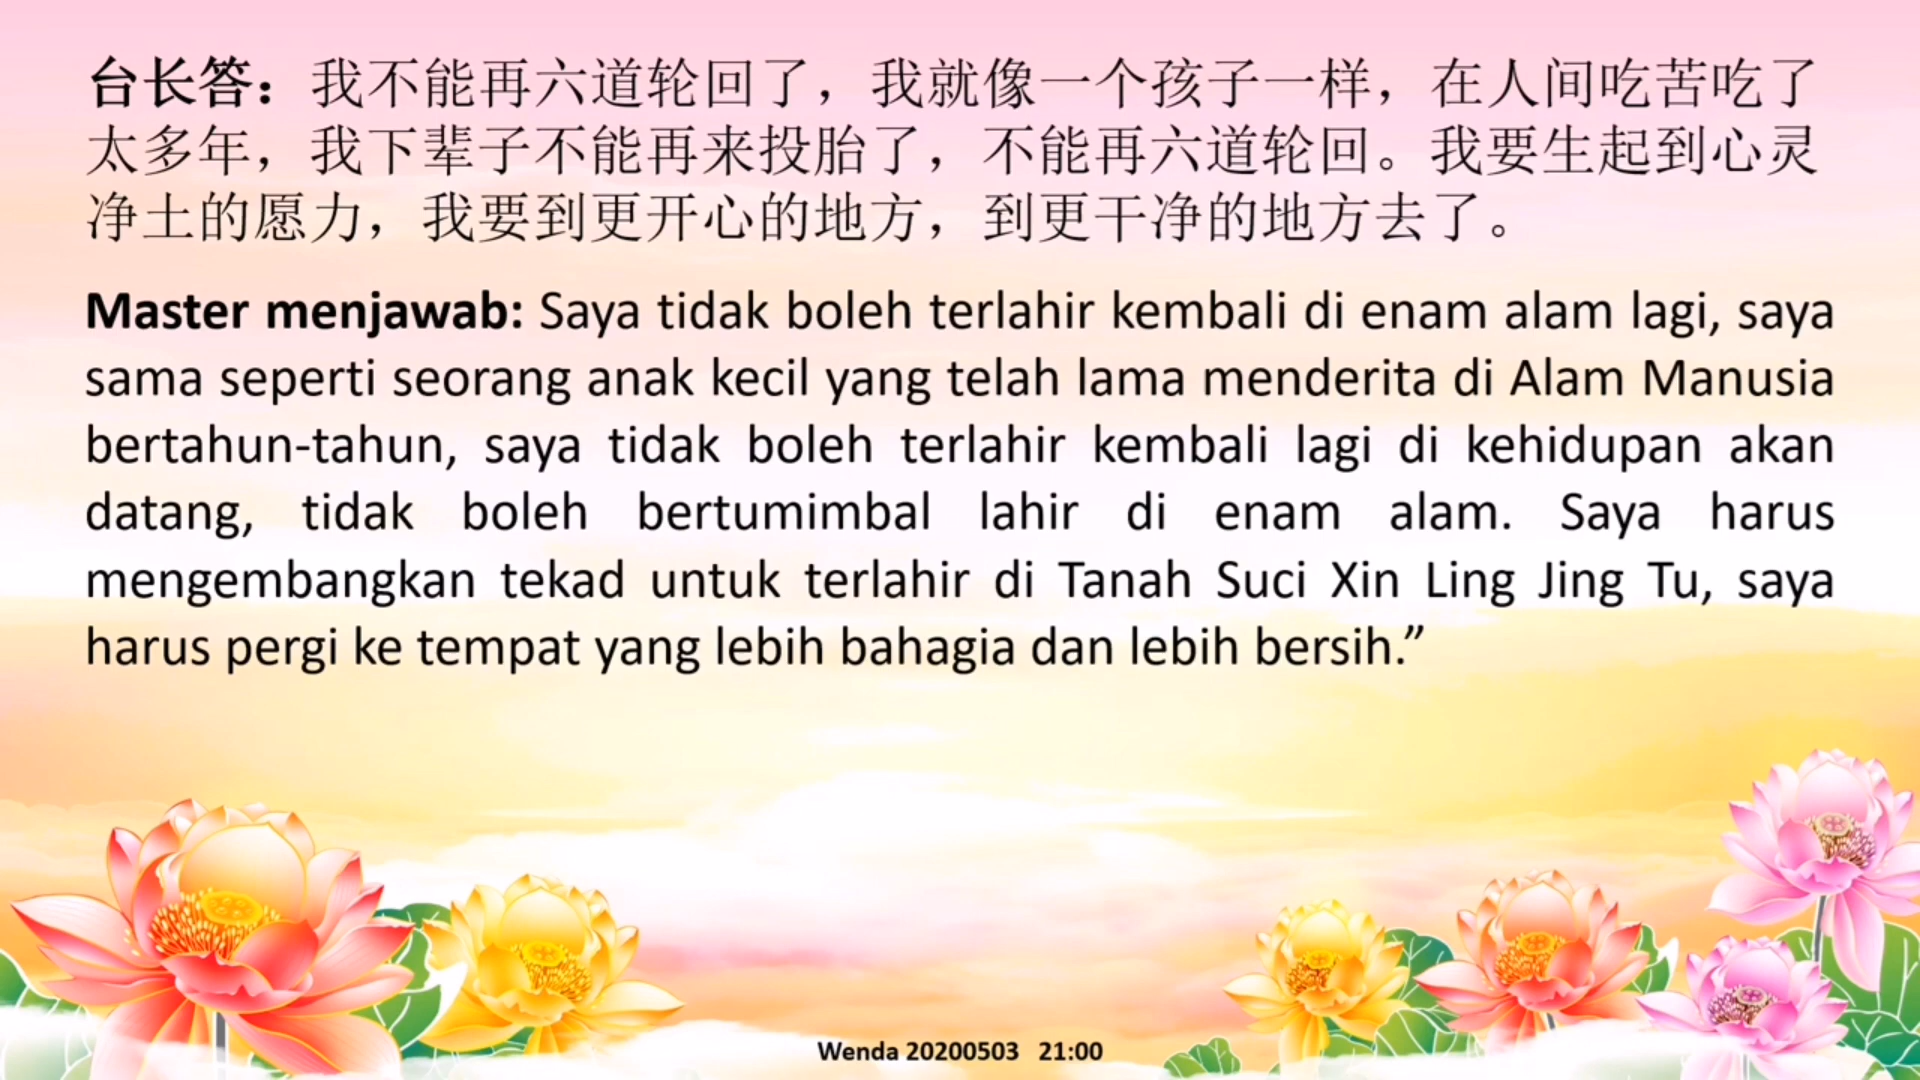 台长答：我不能再六道轮回了，我就像一个孩子一样，在人间吃苦吃了
太多年，我下辈子不能再来投胎了，不能再六道轮回。我要生起到心灵
净土的愿力，我要到更开心的地方，到更干净的地方去了。
Master menjawab: Saya tidak boleh terlahir kembali di enam alam lagi, saya
sama seperti seorang anak kecil yang telah lama menderita di Alam Manusia
bertahun-tahun, saya tidak boleh terlahir kembali lagi di kehidupan akan
datang, tidak boleh bertumimbal lahir di enam alam. Saya harus
mengembangkan tekad untuk terlahir di Tanah Suci Xin Ling Jing Tu, saya
harus pergi ke tempat yang lebih bahagia dan lebih bersih.”
Wenda 20200503 21:00